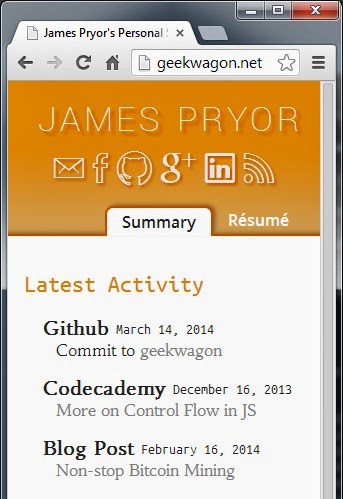 James Pryor's Personal S
geekwagon.net
JAMES PRYOR
f g+ in
Summary Résumé
Latest Activity
Github March 14, 2014
Commit to geekwagon
Codecademy December 16, 2013
More on Control Flow in JS
Blog Post February 16, 2014
Non-stop Bitcoin Mining